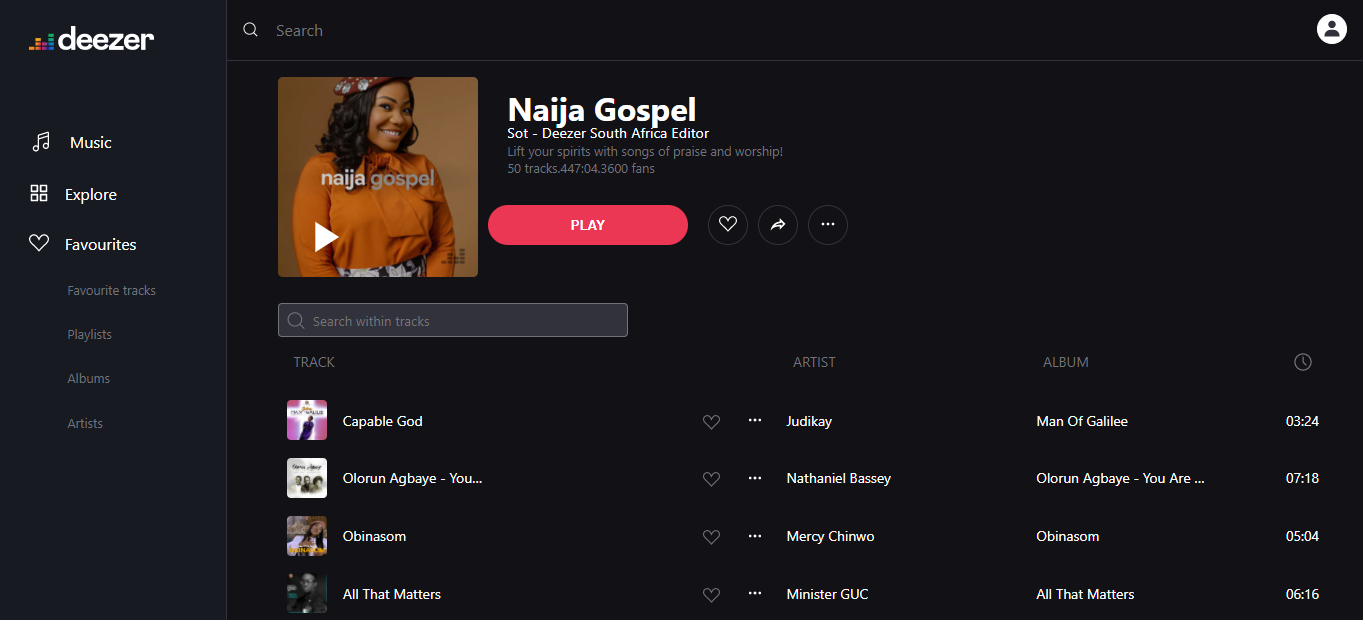 deezer
Search
Music
Explore
Favourites
Favourite tracks
Playlists
Albums
Artists
naija gospel
Naija Gospel
Sot - Deezer South Africa Editor
Lift your spirits with songs of praise and worship!
50 tracks.447:04.3600 fans
PLAY
Search within tracks
TRACK ARTIST ALBUM
Capable God Judikay Man Of Galilee 03:24
Olorun Agbaye - You... Nathaniel Bassey Olorun Agbaye - You Are ... 07:18
Obinasom Mercy Chinwo Obinasom 05:04
All That Matters Minister GUC All That Matters 06:16